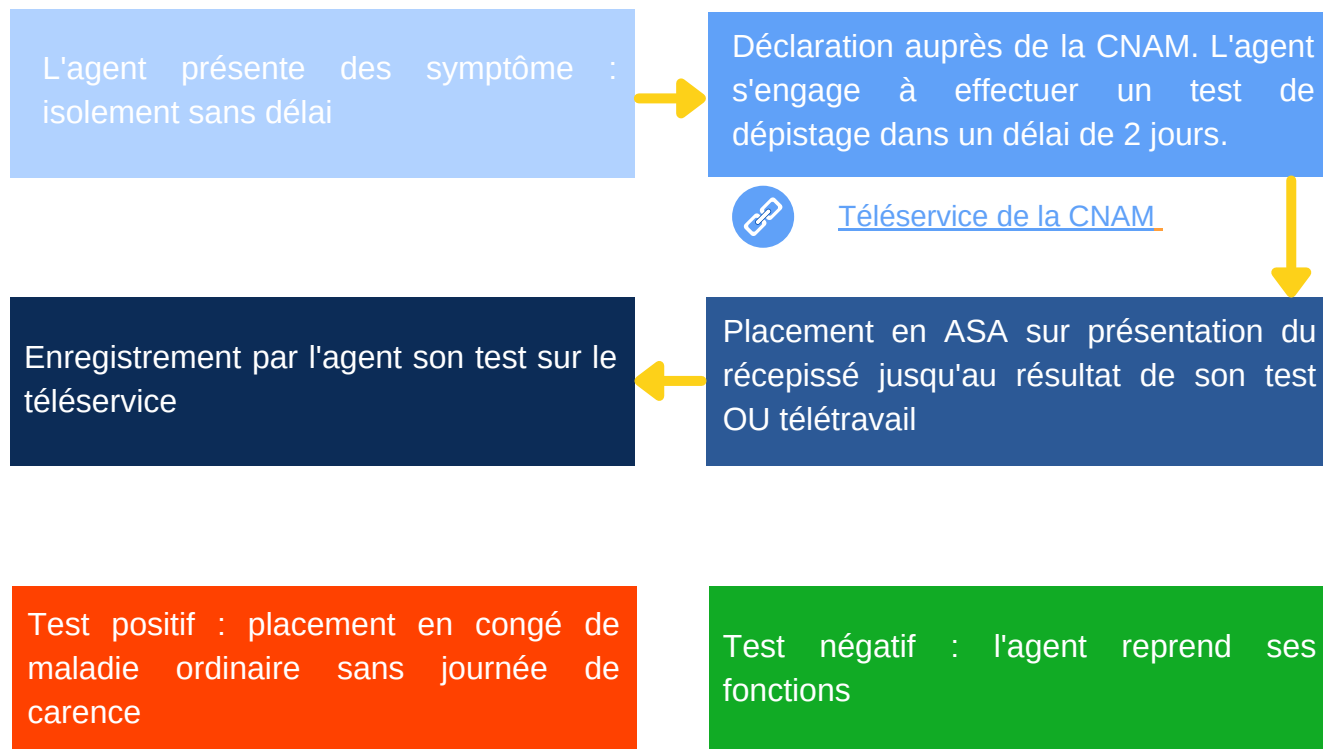 L'agent présente des symptôme :
isolement sans délai
Déclaration auprès de la CNAM. L'agent
s'engage à effectuer un test de
dépistage dans un délai de 2 jours.
Téléservice de la CNAM
Placement en ASA sur présentation du
récepissé jusqu'au résultat de son test
OU télétravail
Enregistrement par l'agent son test sur le
téléservice
Test positif : placement en congé de
maladie ordinaire sans journée de
carence
Test négatif : l'agent reprend ses
fonctions